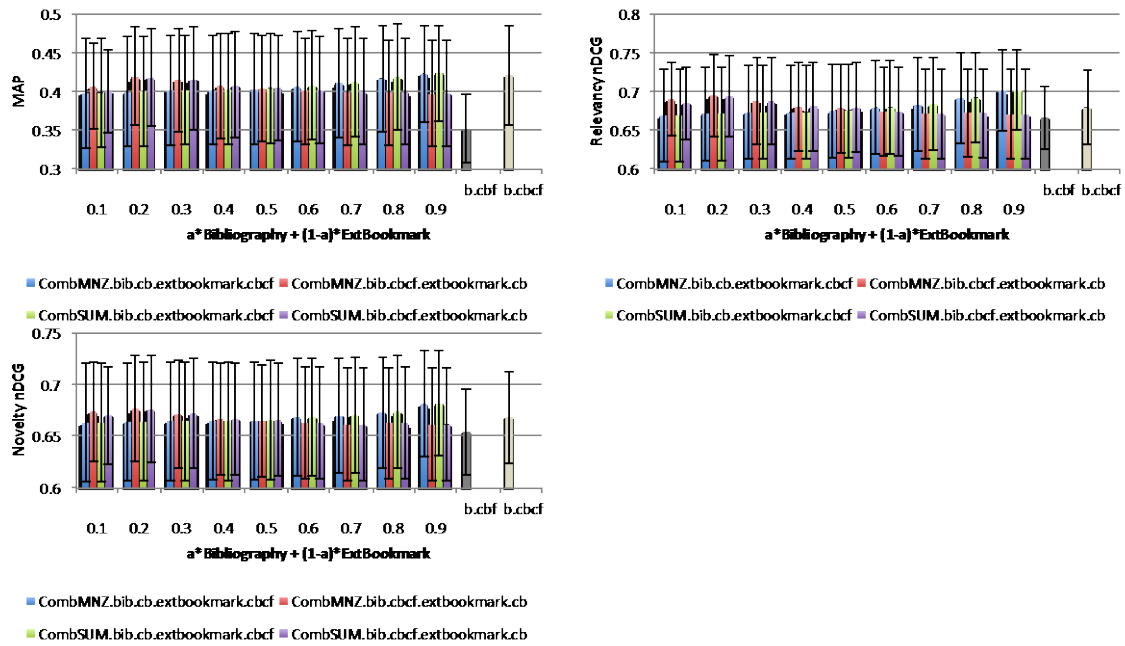 0.5
0.45
0.4
0.35
0.3
MAP
b.cbf b.cbcf
0.1 0.2 0.3 0.4 0.5 0.6 0.7 0.8 0.9
a*Bibliography + (1-a)*ExtBookmark
CombMNZ.bib.cb.extbookmark.cbcf CombMNZ.bib.cbcf.extbookmark.cb
CombSUM.bib.cb.extbookmark.cbcf CombSUM.bib.cbcf.extbookmark.cb
0.8
0.75
0.7
0.65
0.6
Relevancy nDCG
b.cbf b.cbcf
0.1 0.2 0.3 0.4 0.5 0.6 0.7 0.8 0.9
a*Bibliography + (1-a)*ExtBookmark
CombMNZ.bib.cb.extbookmark.cbcf CombMNZ.bib.cbcf.extbookmark.cb
CombSUM.bib.cb.extbookmark.cbcf CombSUM.bib.cbcf.extbookmark.cb
0.75
0.7
0.65
0.6
Novelty nDCG
b.cbf b.cbcf
0.1 0.2 0.3 0.4 0.5 0.6 0.7 0.8 0.9
a*Bibliography + (1-a)*ExtBookmark
CombMNZ.bib.cb.extbookmark.cbcf CombMNZ.bib.cbcf.extbookmark.cb
CombSUM.bib.cb.extbookmark.cbcf CombSUM.bib.cbcf.extbookmark.cb